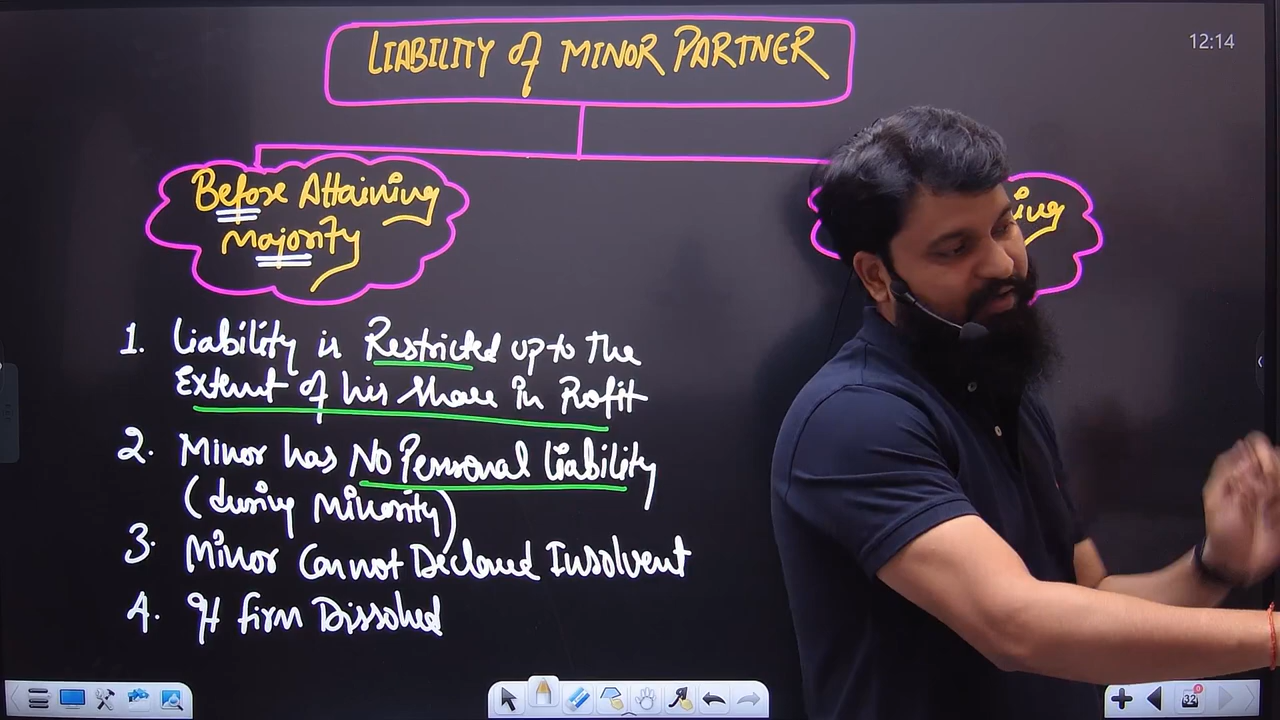 LIABILITY of MINOR PARTNER
12:14
Before Attaining
Majority
1. Liability is Restricted up to the
Extent of his Share in Profit
2. Minor has No Personal Liability
(during Minority)
3. Minor Cannot Declared Insolvent
4. If firm Dissolved
32